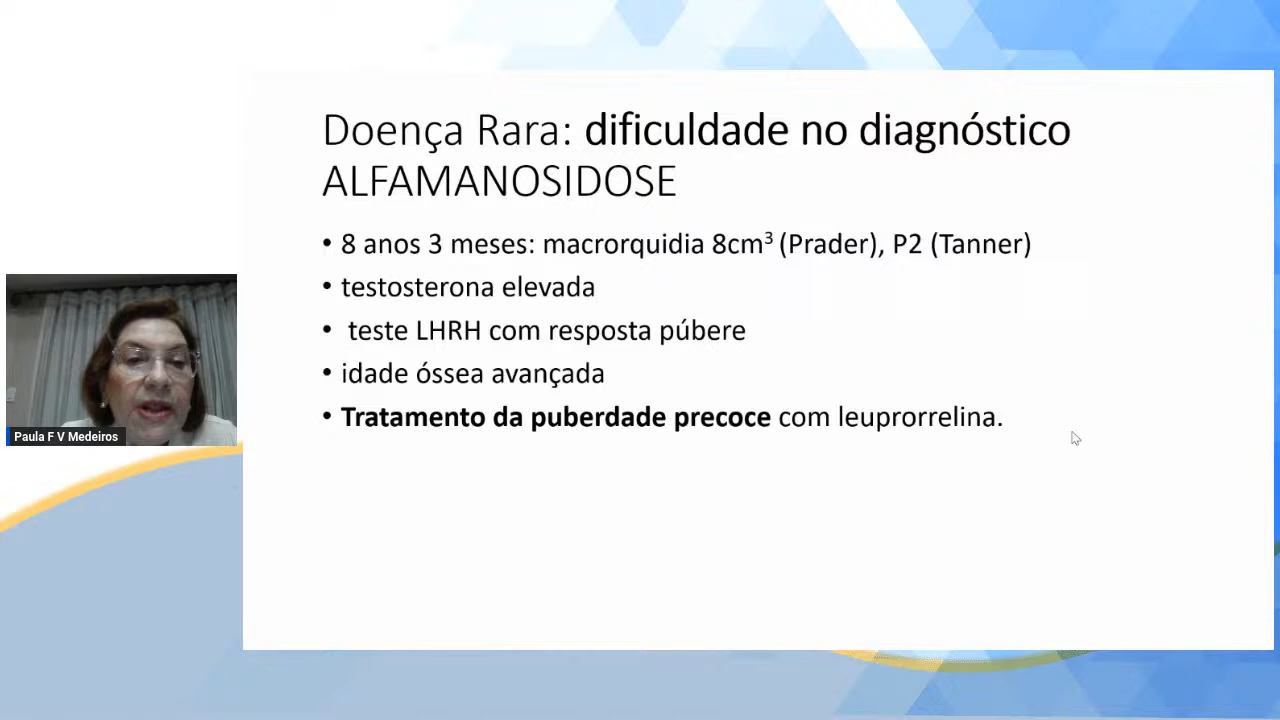 Doença Rara: dificuldade no diagnóstico
ALFAMANOSIDOSE
• 8 anos 3 meses: macrorquidia 8cm³ (Prader), P2 (Tanner)
• testosterona elevada
• teste LHRH com resposta púbere
• idade óssea avançada
• Tratamento da puberdade precoce com leuprorrelina.
Paula F V Medeiros